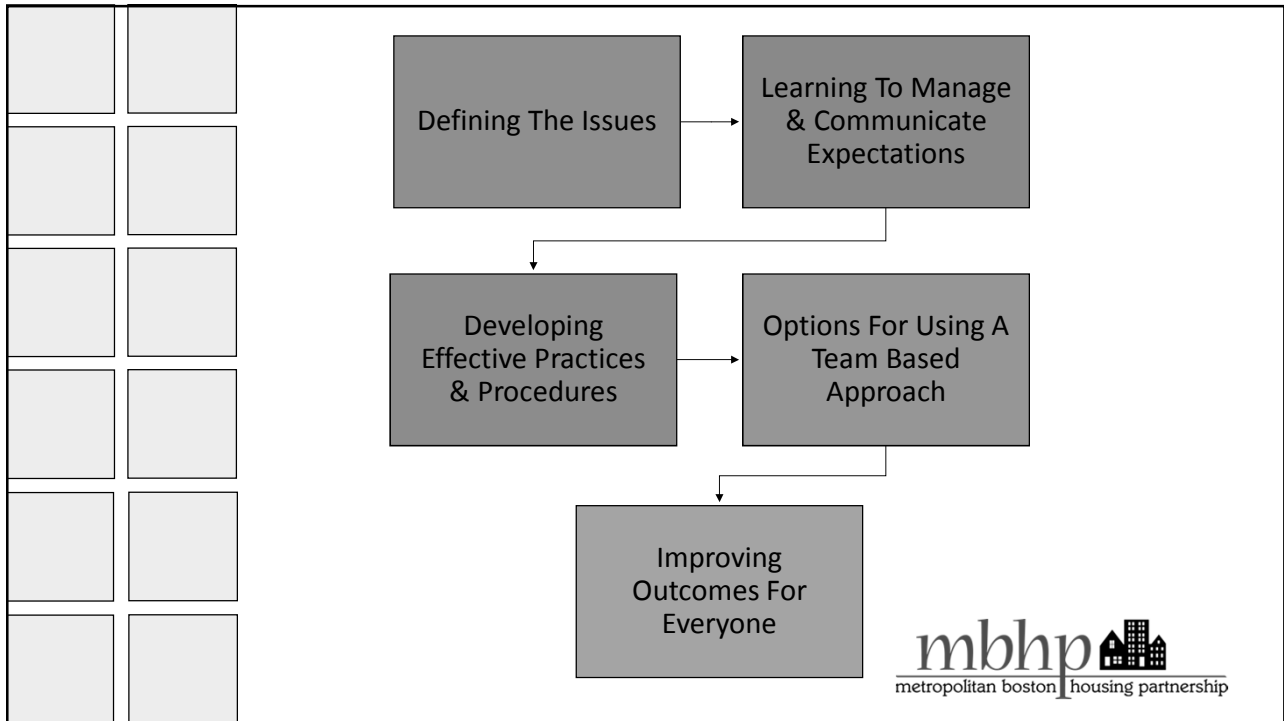 Defining The Issues
Learning To Manage
& Communicate
Expectations
Developing
Effective Practices
& Procedures
Options For Using A
Team Based
Approach
Improving
Outcomes For
Everyone
mbhp
metropolitan boston housing partnership